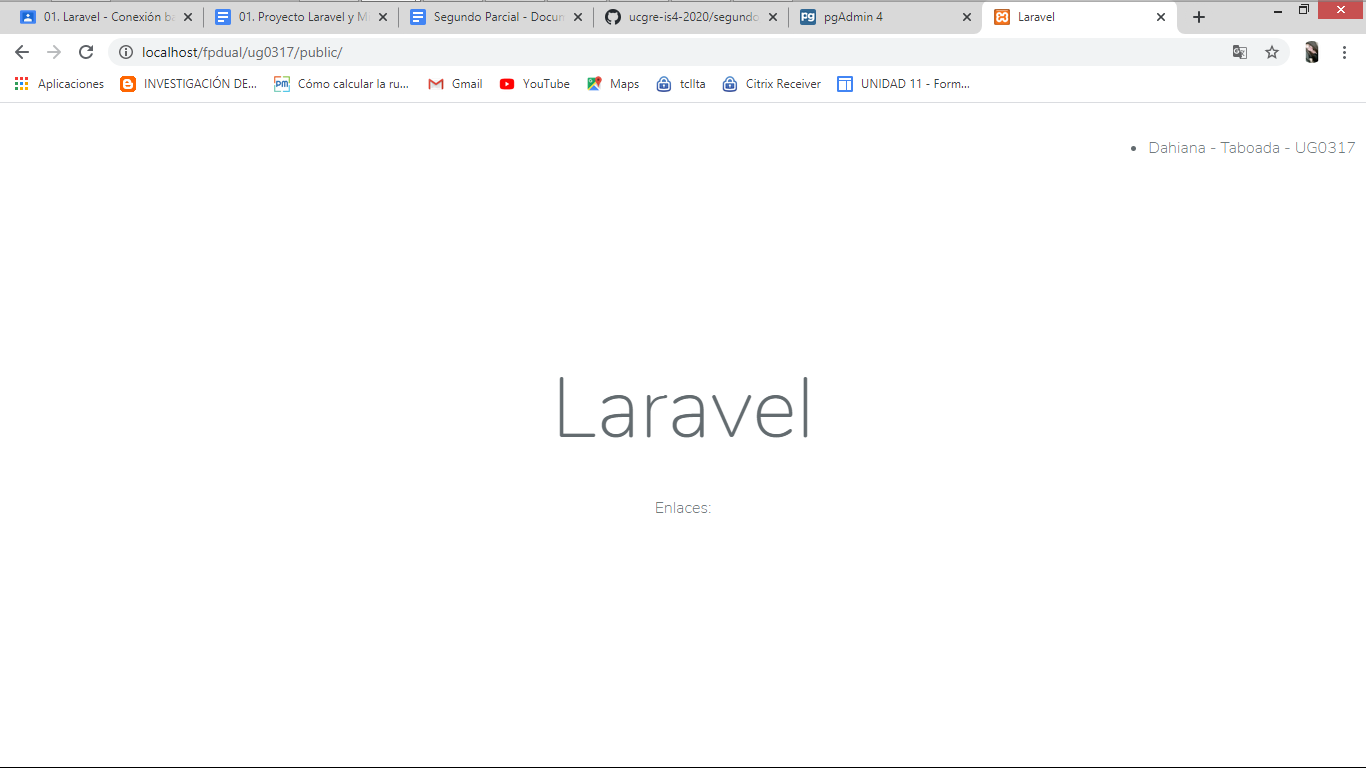 01. Laravel - Conexión ba
01. Proyecto Laravel y M
Segundo Parcial - Docun
ucgre-is4-2020/segundo
pgAdmin 4
Laravel
localhost/fpdual/ug0317/public/
Aplicaciones
INVESTIGACIÓN DE...
Cómo calcular la ru...
Gmail
YouTube
Maps
tcllta
Citrix Receiver
UNIDAD 11 - Form...
Dahiana - Taboada - UG0317
Laravel
Enlaces: